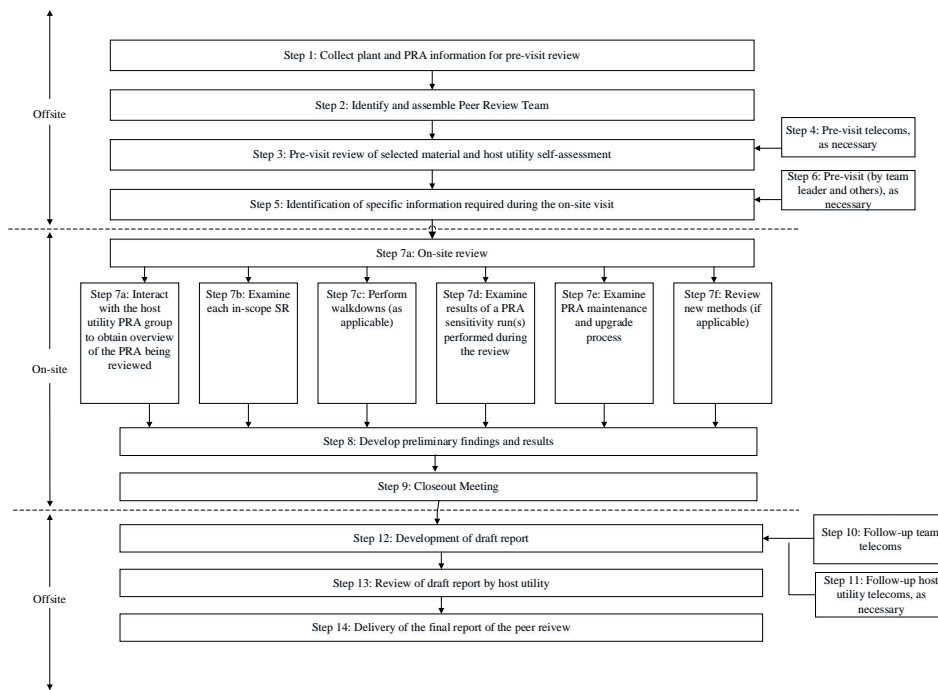 Step 1: Collect plant and PRA information for pre-visit review
Offsite
Step 2: Identify and assemble Peer Review Team
Step 3: Pre-visit review of selected material and host utility self-assessment
Step 4: Pre-visit telecoms,
as necessary
Step 5: Identification of specific information required during the on-site visit
Step 6: Pre-visit (by team
leader and others), as
necessary
On-site
Step 7a: On-site review
Step 7a: Interact
with the host
utility PRA group
to obtain overview
of the PRA being
reviewed
Step 7b: Examine
each in-scope SR
Step 7c: Perform
walkdowns (as
applicable)
Step 7d: Examine
results of a PRA
sensitivity run(s)
performed during
the review
Step 7e: Examine
PRA maintenance
and upgrade
process
Step 7f: Review
new methods (if
applicable)
Step 8: Develop preliminary findings and results
Step 9: Closeout Meeting
Offsite
Step 12: Development of draft report
Step 10: Follow-up team
telecoms
Step 13: Review of draft report by host utility
Step 11: Follow-up host
utility telecoms, as
necessary
Step 14: Delivery of the final report of the peer reivew